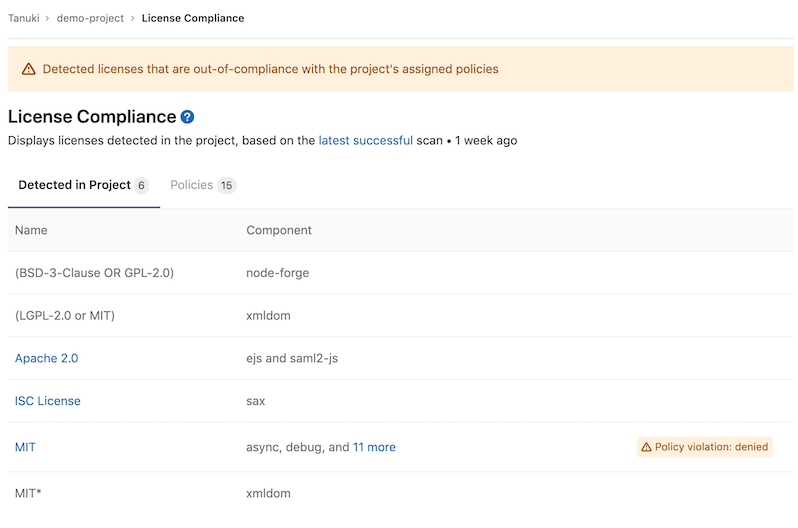 Tanuki > demo-project > License Compliance
Detected licenses that are out-of-compliance with the project's assigned policies
License Compliance ?
Displays licenses detected in the project, based on the latest successful scan • 1 week ago
Detected in Project 6 Policies 15
Name Component
(BSD-3-Clause OR GPL-2.0) node-forge
(LGPL-2.0 or MIT) xmldom
Apache 2.0 ejs and saml2-js
ISC License sax
MIT async, debug, and 11 more Policy violation: denied
MIT* xmldom